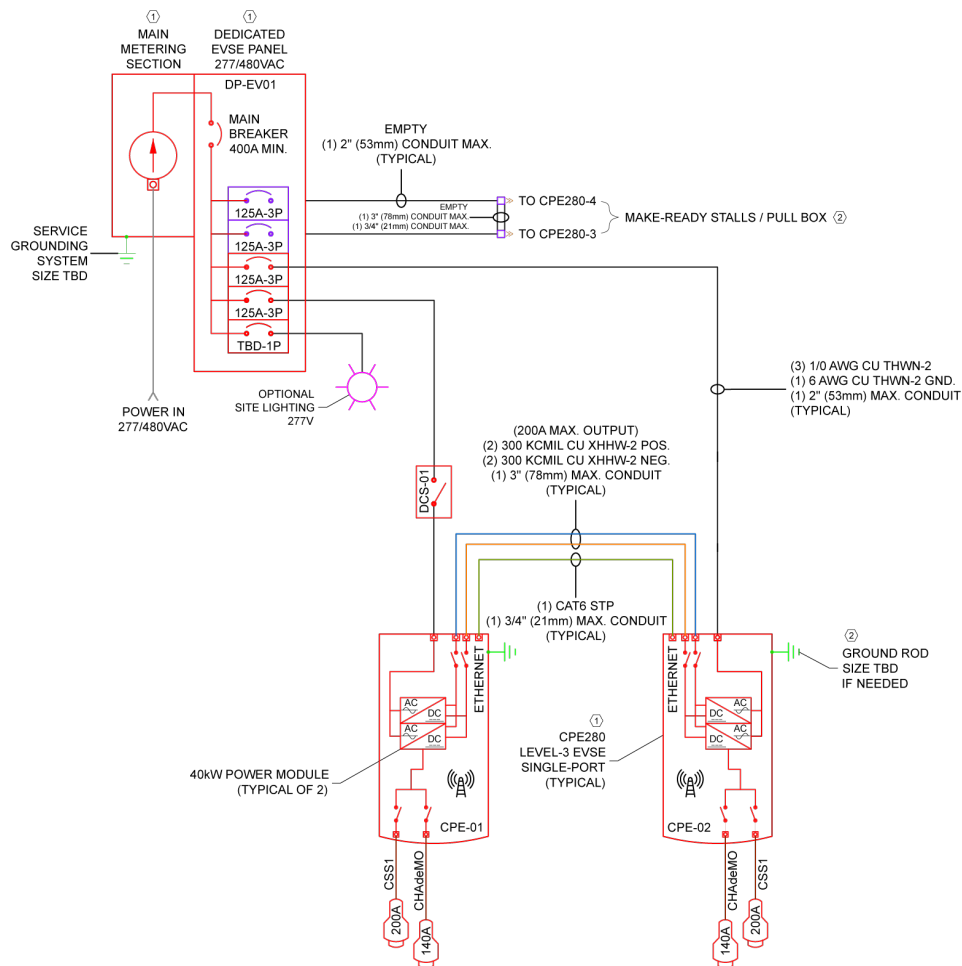 1
MAIN
METERING
SECTION
1
DEDICATED
EVSE PANEL
277/480VAC
DP-EV01
MAIN
BREAKER
400A MIN.
EMPTY
(1) 2" (53mm) CONDUIT MAX.
(TYPICAL)
125A-3P
125A-3P
125A-3P
125A-3P
TBD-1P
EMPTY
(1) 3" (78mm) CONDUIT MAX.
(1) 3/4" (21mm) CONDUIT MAX.
TO CPE280-4
TO CPE280-3
MAKE-READY STALLS / PULL BOX 2
SERVICE
GROUNDING
SYSTEM
SIZE TBD
POWER IN
277/480VAC
OPTIONAL
SITE LIGHTING
277V
(3) 1/0 AWG CU THWN-2
(1) 6 AWG CU THWN-2 GND.
(1) 2" (53mm) MAX. CONDUIT
(TYPICAL)
(200A MAX. OUTPUT)
(2) 300 KCMIL CU XHHW-2 POS.
(2) 300 KCMIL CU XHHW-2 NEG.
(1) 3" (78mm) MAX. CONDUIT
(TYPICAL)
DCS-01
(1) CAT6 STP
(1) 3/4" (21mm) MAX. CONDUIT
(TYPICAL)
ETHERNET
AC
DC
AC
DC
40kW POWER MODULE
(TYPICAL OF 2)
CPE-01
CSS1
200A
CHAdeMO
140A
1
CPE280
LEVEL-3 EVSE
SINGLE-PORT
(TYPICAL)
ETHERNET
AC
DC
AC
DC
CPE-02
CHAdeMO
140A
CSS1
200A
2
GROUND ROD
SIZE TBD
IF NEEDED